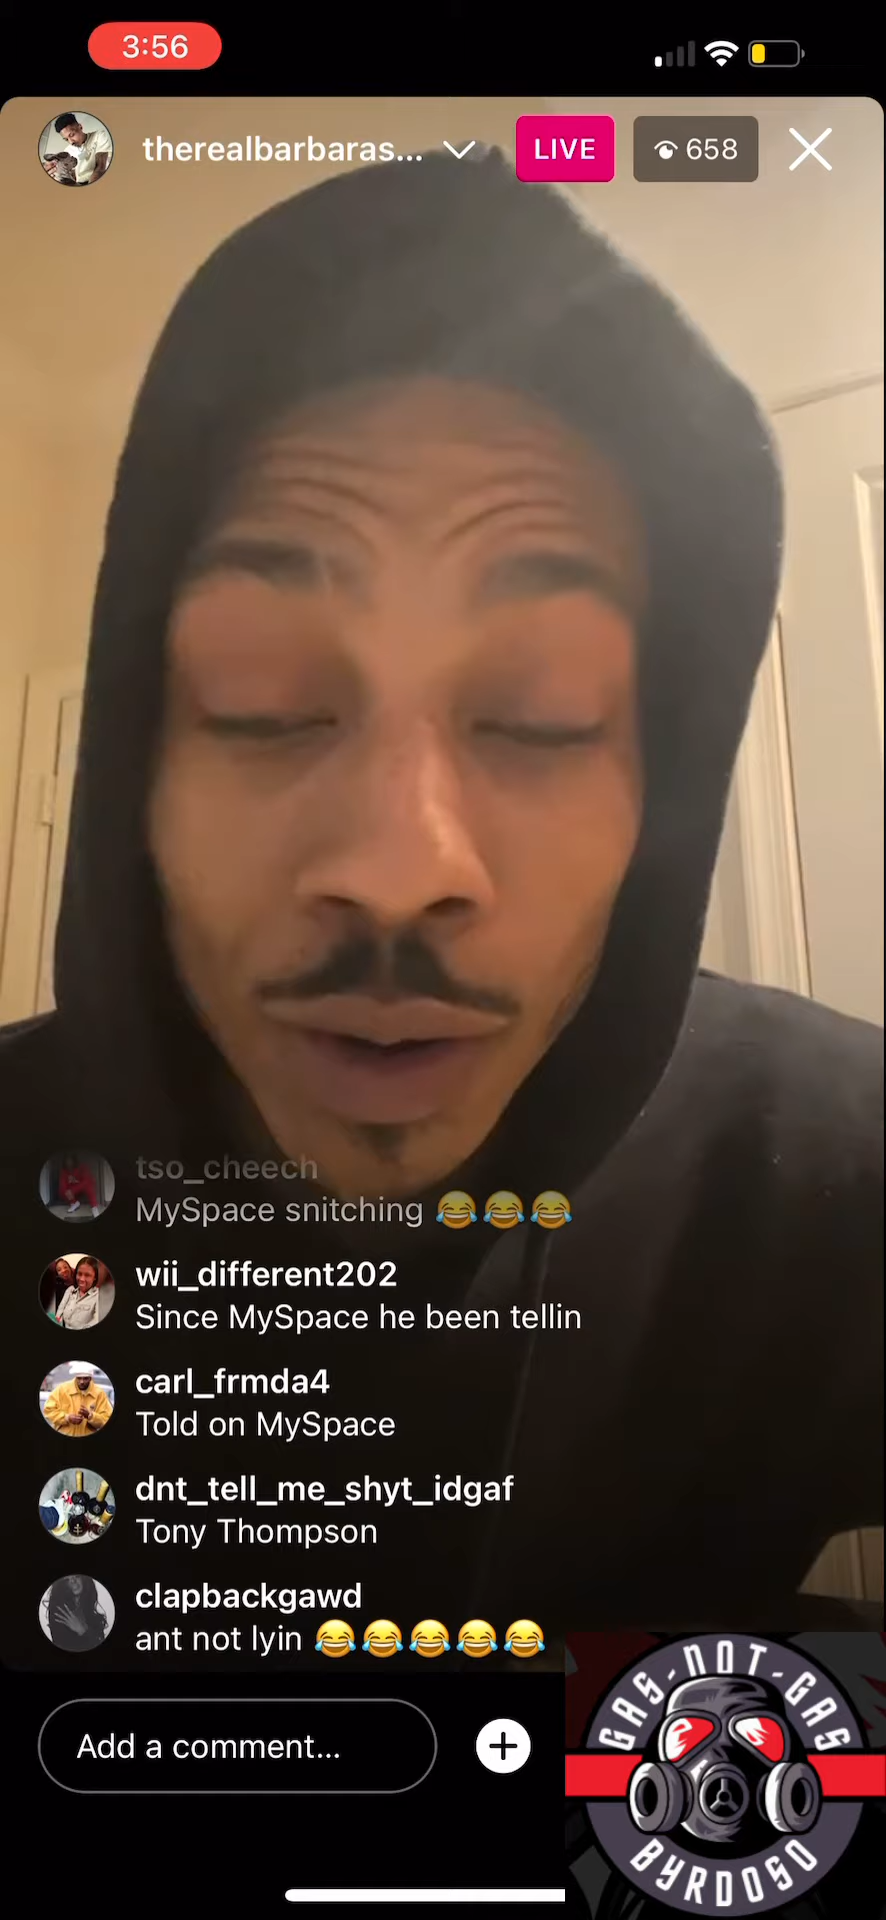 3:56
therealbarbaras...
LIVE
658
tso_cheech
MySpace snitching 😂😂😂
wii_different202
Since MySpace he been tellin
carl_frmda4
Told on MySpace
dnt_tell_me_shyt_idgaf
Tony Thompson
clapbackgawd
ant not lyin 😂😂😂😂😂
Add a comment...
GAS-NOT-GAS
BYRDOSO